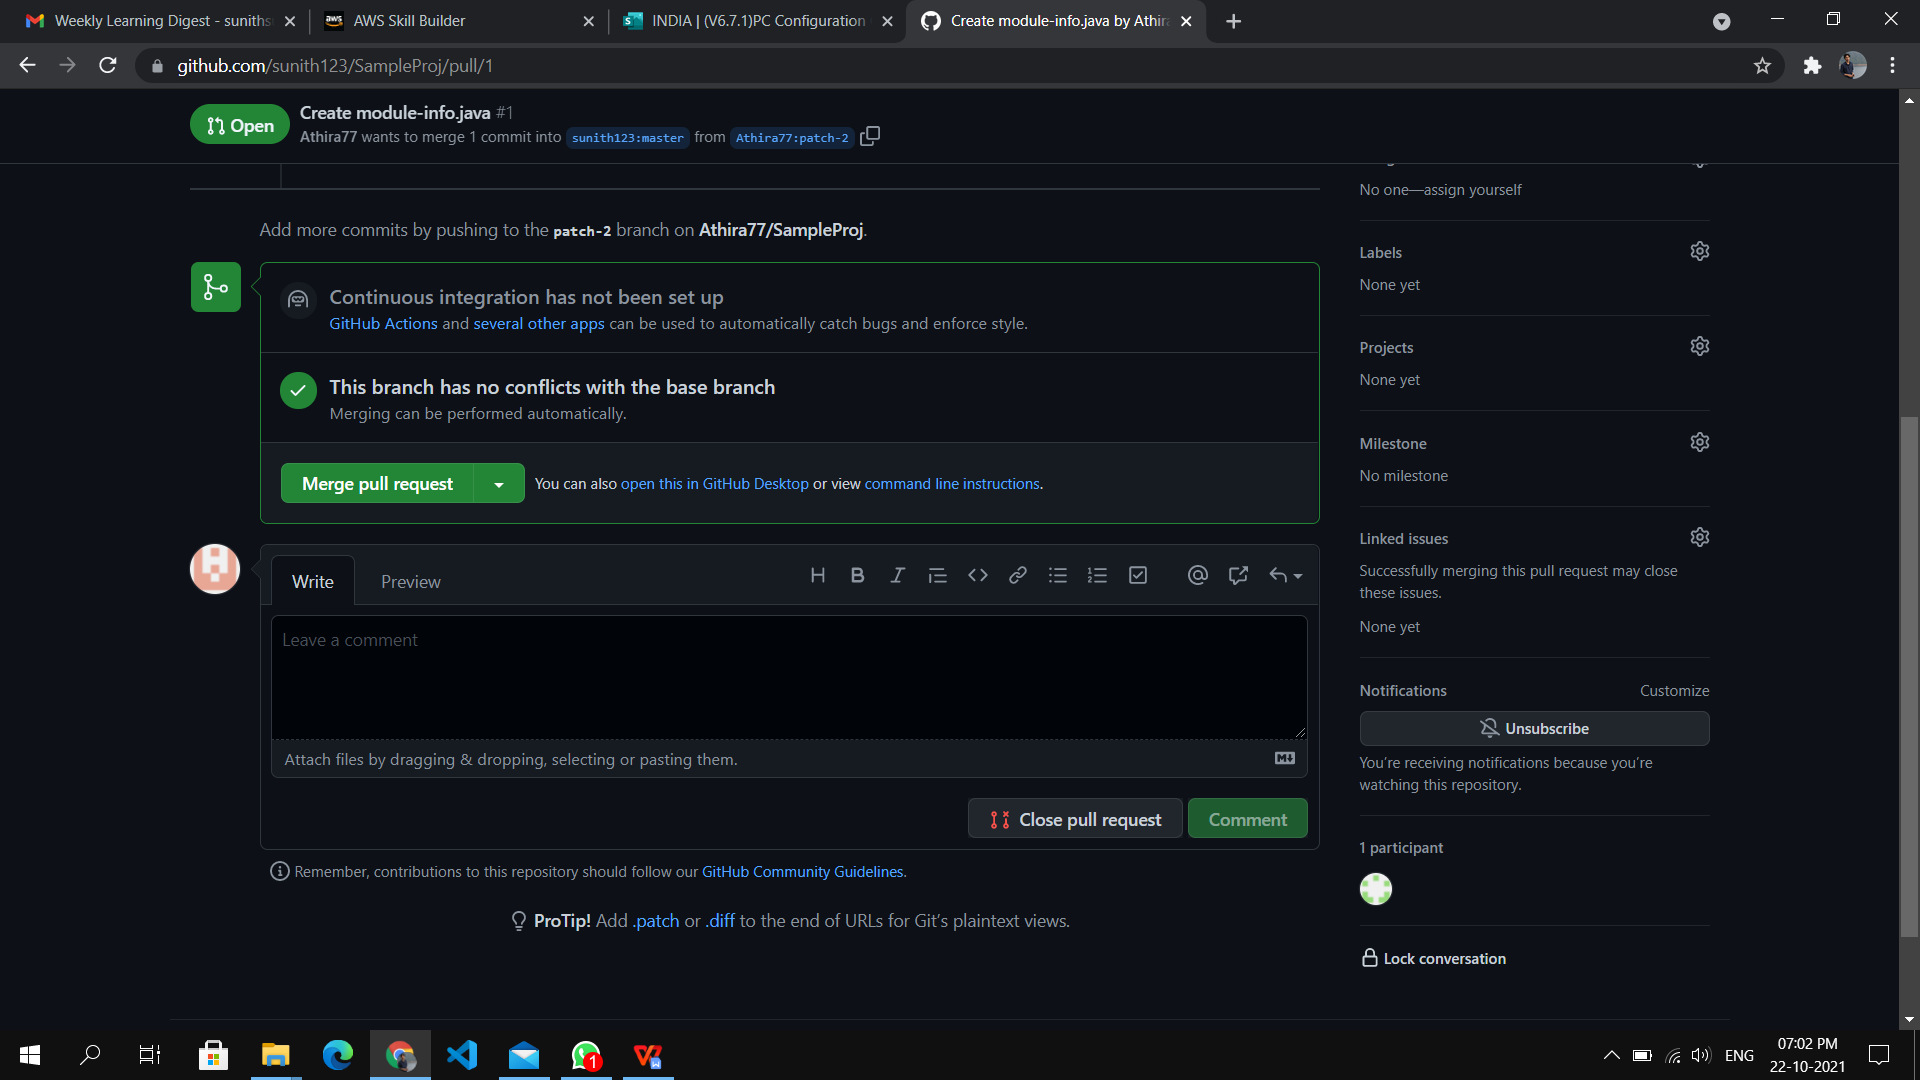 Weekly Learning Digest - suniths
AWS Skill Builder
INDIA | (V6.7.1)PC Configuration
Create module-info.java by Athira
github.com/sunith123/SampleProj/pull/1
Open
Create module-info.java #1
Athira77 wants to merge 1 commit into sunith123:master from Athira77:patch-2
No one—assign yourself
Add more commits by pushing to the patch-2 branch on Athira77/SampleProj.
Labels
None yet
Continuous integration has not been set up
GitHub Actions and several other apps can be used to automatically catch bugs and enforce style.
Projects
None yet
This branch has no conflicts with the base branch
Merging can be performed automatically.
Milestone
No milestone
Merge pull request
You can also open this in GitHub Desktop or view command line instructions.
Linked issues
Successfully merging this pull request may close
these issues.
None yet
Write
Preview
Leave a comment
Attach files by dragging & dropping, selecting or pasting them.
Notifications
Customize
Unsubscribe
You're receiving notifications because you're
watching this repository.
Close pull request
Comment
1 participant
Remember, contributions to this repository should follow our GitHub Community Guidelines.
ProTip! Add .patch or .diff to the end of URLs for Git's plaintext views.
Lock conversation
1
ENG
07:02 PM
22-10-2021